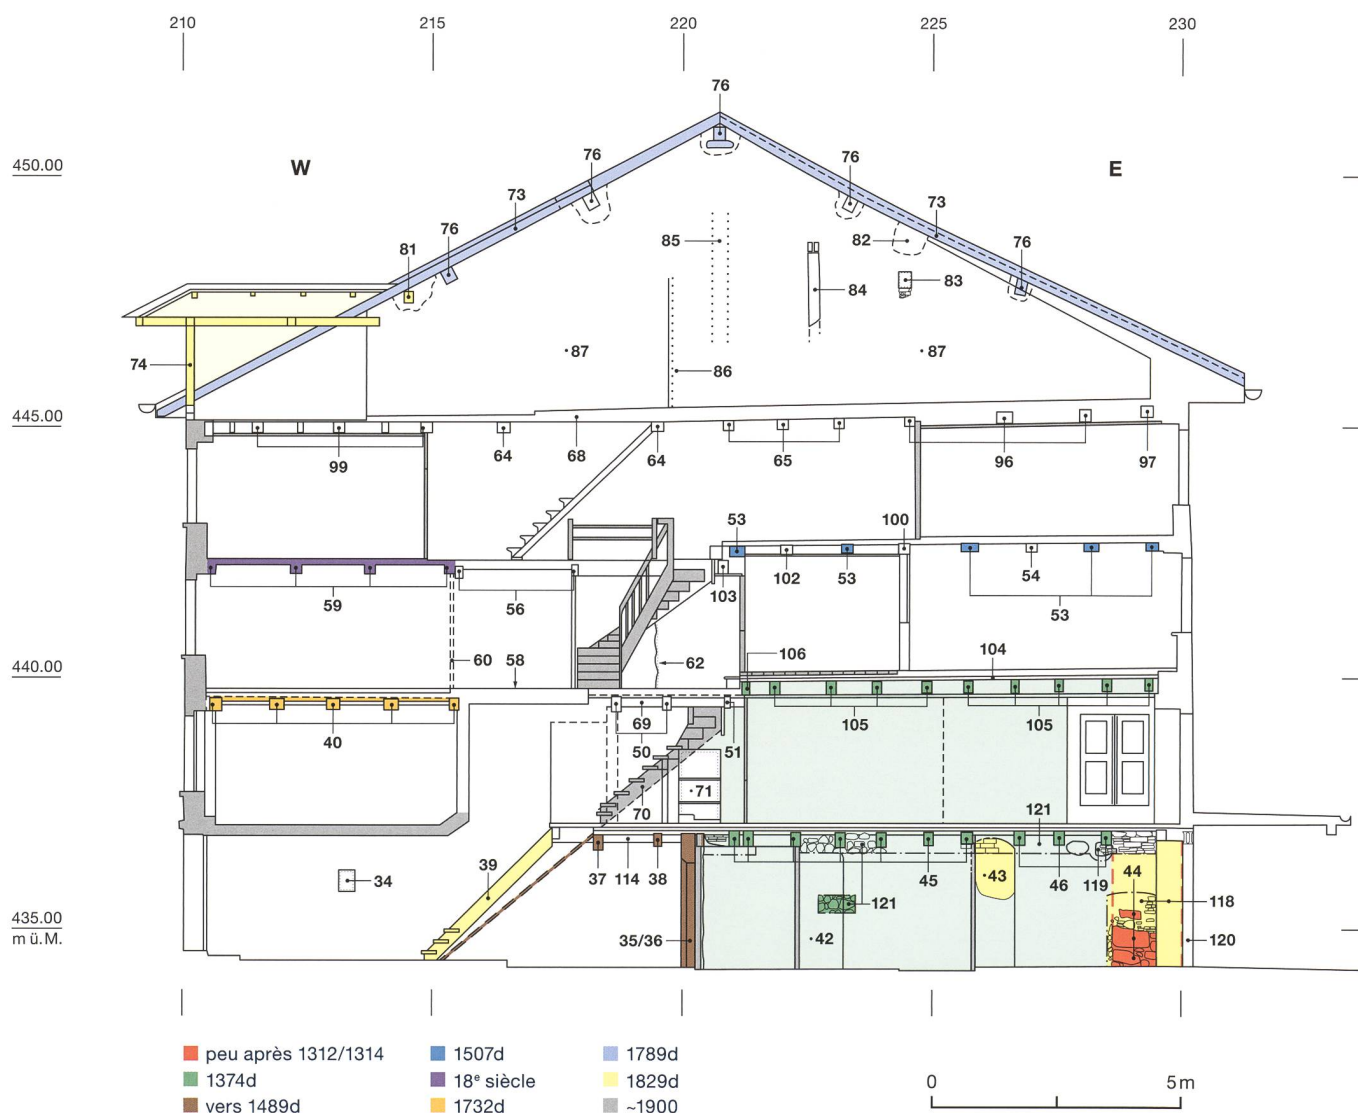 210 215 220 225 230
76
450.00 W 76 76 E
73 73
76 81 85 82 76
83
84
74 87 86 87
445.00
99 64 68 64 65 96 97
53 100
102 53 54
59 56 103 53
440.00 60 58 62 106 104
40 69 105 105
50 51
71
70 121
39 37 114 38 45 46 119 43 44
34
121 118
435.00
m ü.M. 35/36 42 120
peu après 1312/1314 1507d 1789d
1374d 18e siècle 1829d
vers 1489d 1732d ~1900
0 5m